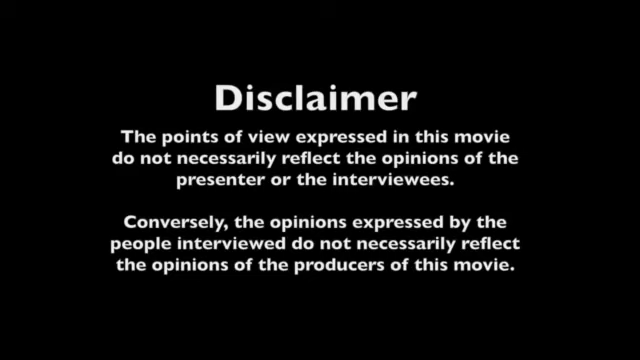 Disclaimer
The points of view expressed in this movie
do not necessarily reflect the opinions of the
presenter or the interviewees.
Conversely, the opinions expressed by the
people interviewed do not necessarily reflect
the opinions of the producers of this movie.